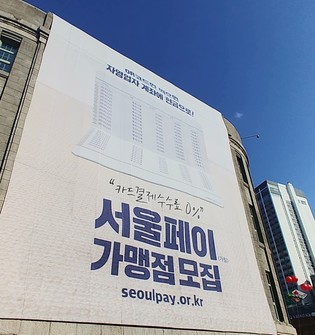 자영업자 계좌에 현금으로!
"카드결제수수료 0%"
서울페이
(가칭)
가맹점 모집
seoulpay.or.kr